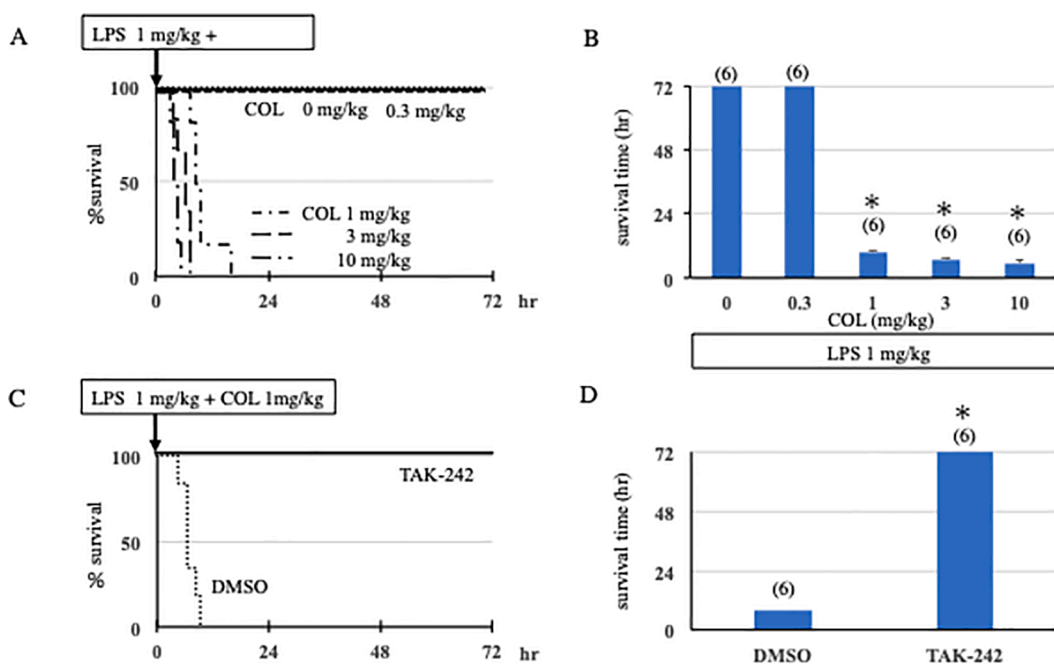 A
LPS 1 mg/kg +
100
50
0
% survival
COL 0 mg/kg 0.3 mg/kg
COL 1 mg/kg
3 mg/kg
10 mg/kg
0 24 48 72 hr
B
survival time (hr)
72
48
24
0
(6) (6) (6) (6) (6)
* * *
0 0.3 1 3 10
COL (mg/kg)
LPS 1 mg/kg
C
LPS 1 mg/kg + COL 1mg/kg
100
50
0
% survival
TAK-242
DMSO
0 24 48 72 hr
D
survival time (hr)
72
48
24
0
*
(6) (6)
DMSO TAK-242